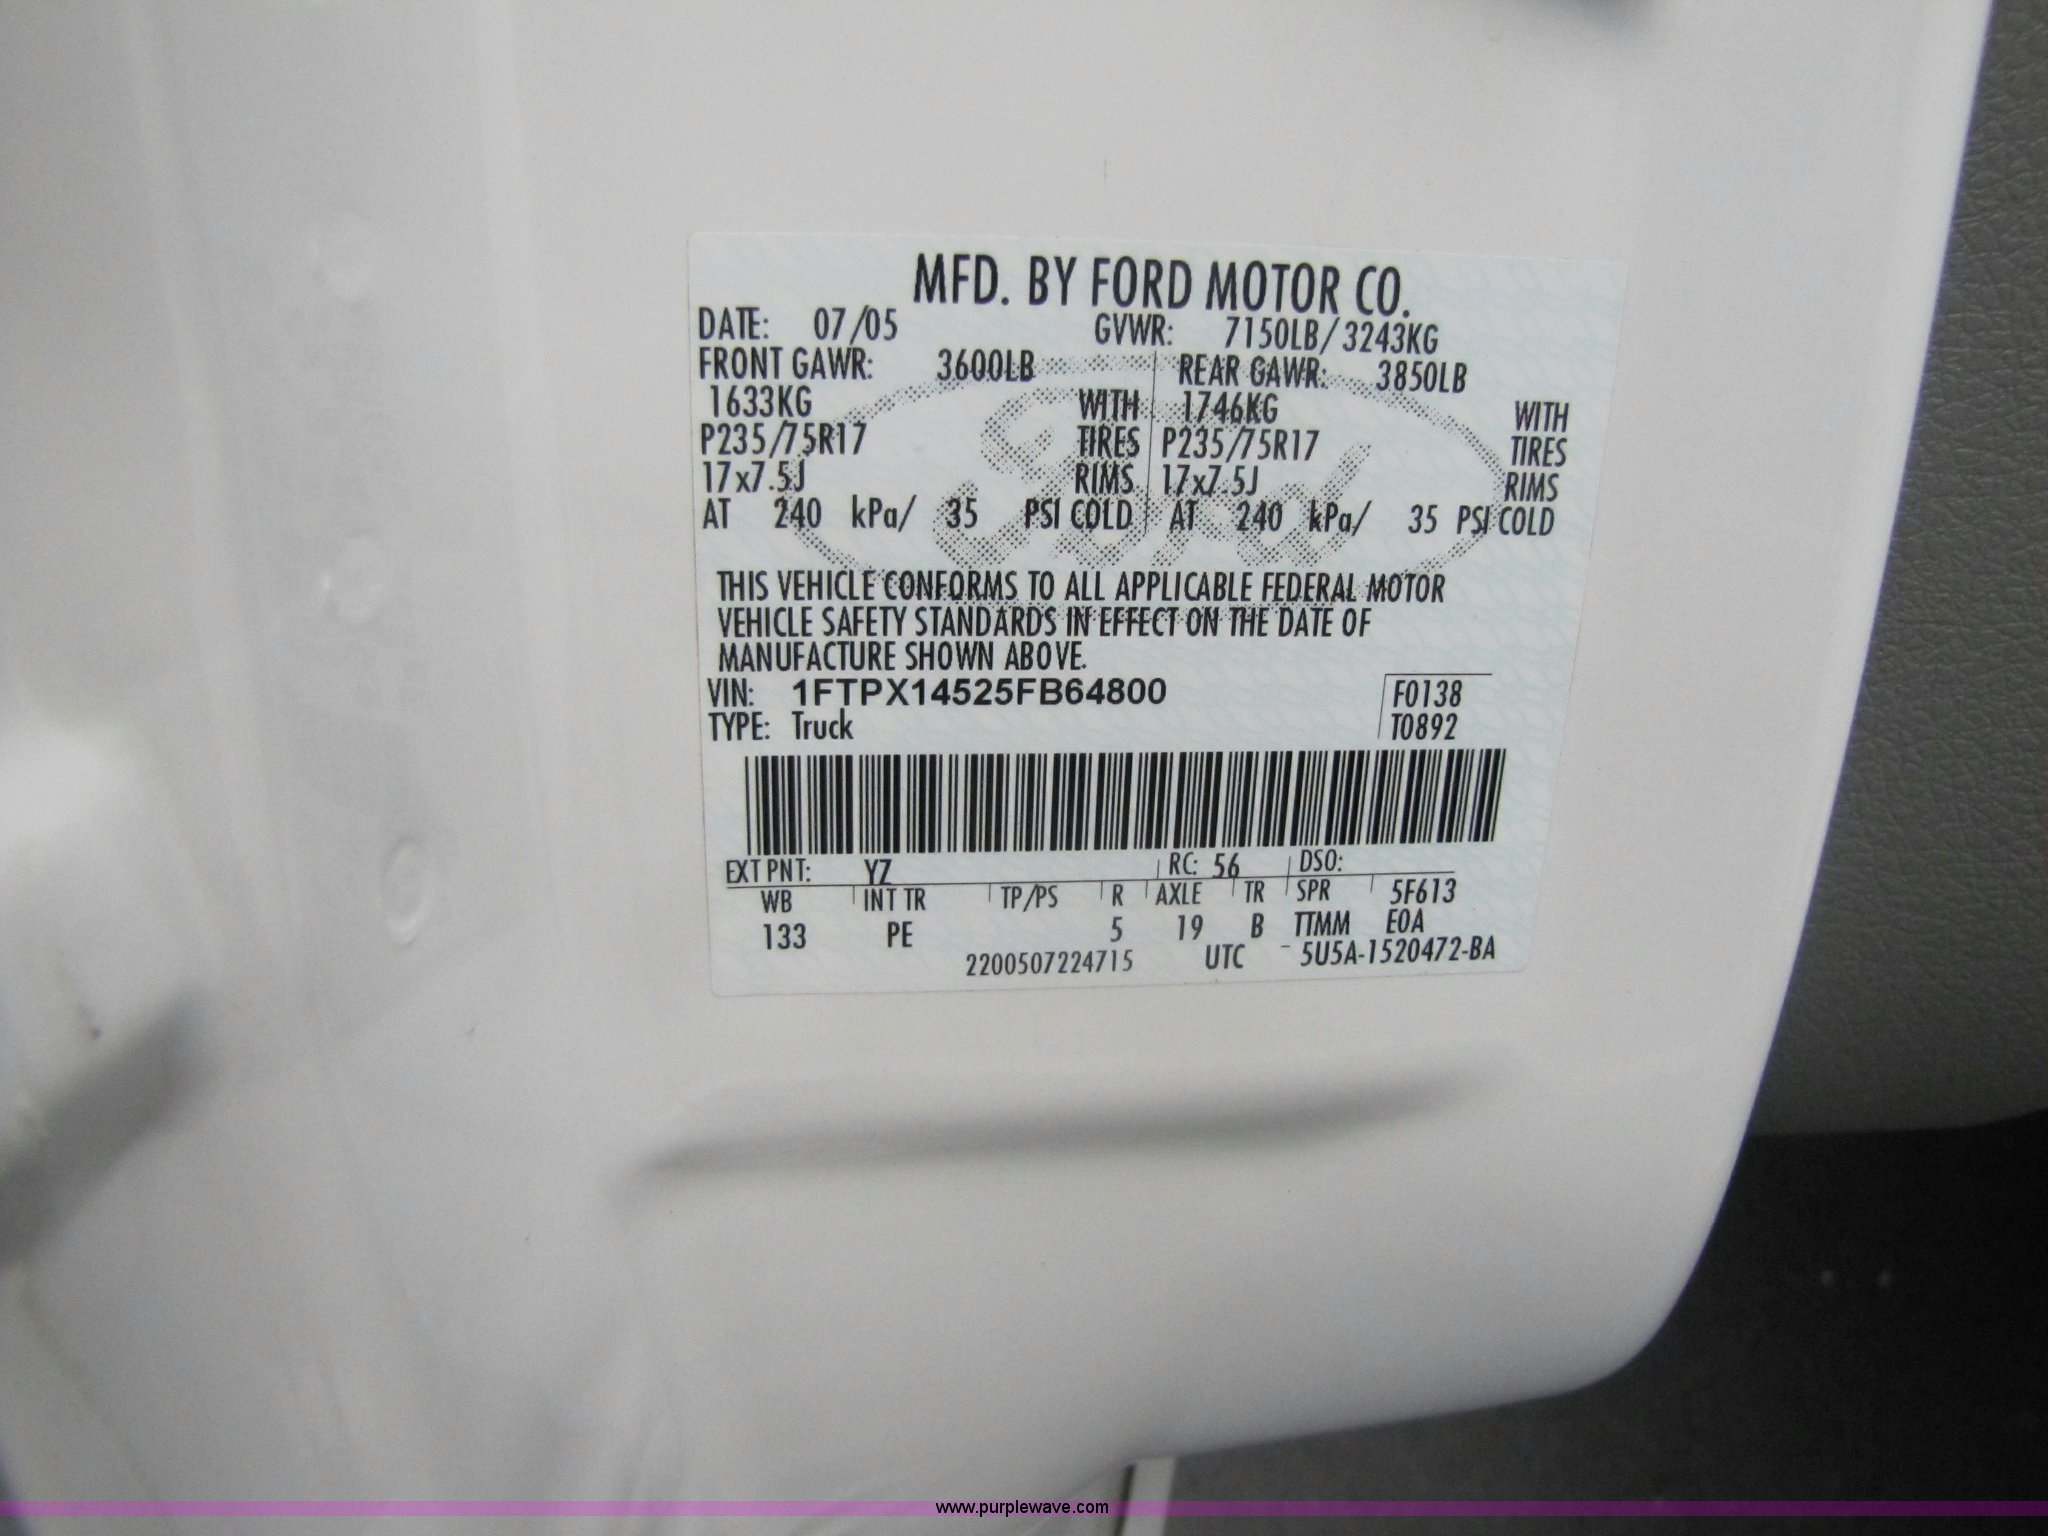 MFD. BY FORD MOTOR CO.
DATE: 07/05 GVWR: 7150LB/3243KG
FRONT GAWR: 3600LB REAR GAWR: 3850LB
1633KG WITH 1746KG WITH
P235/75R17 TIRES P235/75R17 TIRES
17x7.5J RIMS 17x7.5J RIMS
AT 240 kPa/ 35 PSI COLD AT 240 kPa/ 35 PSI COLD
Ford
THIS VEHICLE CONFORMS TO ALL APPLICABLE FEDERAL MOTOR
VEHICLE SAFETY STANDARDS IN EFFECT ON THE DATE OF
MANUFACTURE SHOWN ABOVE.
VIN: 1FTPX14525FB64800 F0138
TYPE: Truck T0892
EXT PNT: YZ RC: 56 DSO:
WB INT TR TP/PS R AXLE TR SPR 5F613
133 PE 5 19 B TTMM E0A
2200507224715 UTC - 5U5A-1520472-BA
www.purplewave.com